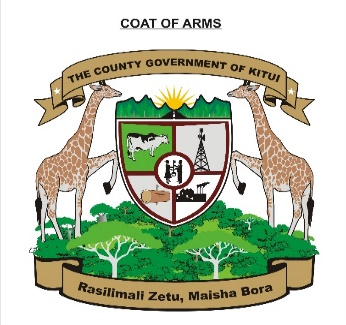 COAT OF ARMS
THE COUNTY GOVERNMENT OF KITUI
Rasilimali Zetu, Maisha Bora